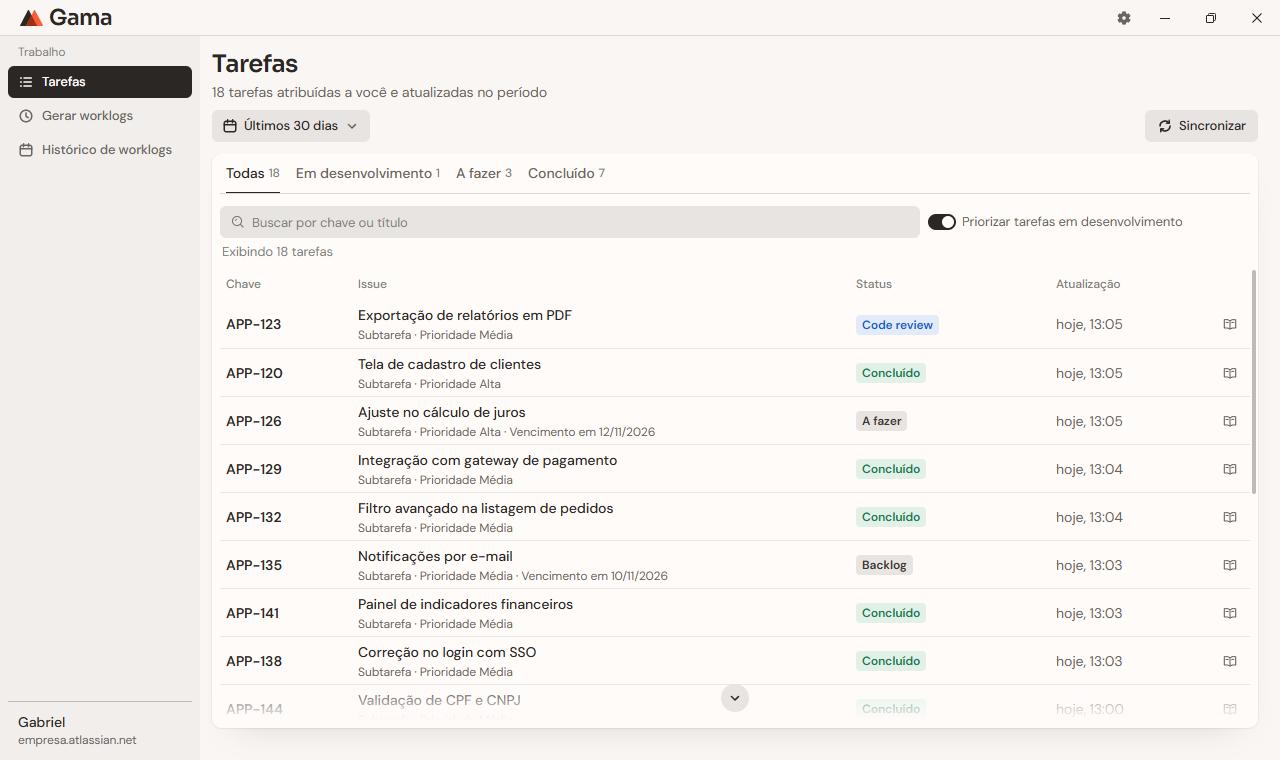 Gama
Trabalho
Tarefas
Gerar worklogs
Histórico de worklogs
Gabriel
empresa.atlassian.net
Tarefas
18 tarefas atribuídas a você e atualizadas no período
Últimos 30 dias
Sincronizar
Todas 18 Em desenvolvimento 1 A fazer 3 Concluído 7
Buscar por chave ou título
Priorizar tarefas em desenvolvimento
Exibindo 18 tarefas
Chave Issue Status Atualização
APP-123 Exportação de relatórios em PDF Code review hoje, 13:05
Subtarefa · Prioridade Média
APP-120 Tela de cadastro de clientes Concluído hoje, 13:05
Subtarefa · Prioridade Alta
APP-126 Ajuste no cálculo de juros A fazer hoje, 13:05
Subtarefa · Prioridade Alta · Vencimento em 12/11/2026
APP-129 Integração com gateway de pagamento Concluído hoje, 13:04
Subtarefa · Prioridade Média
APP-132 Filtro avançado na listagem de pedidos Concluído hoje, 13:04
Subtarefa · Prioridade Média
APP-135 Notificações por e-mail Backlog hoje, 13:03
Subtarefa · Prioridade Média · Vencimento em 10/11/2026
APP-141 Painel de indicadores financeiros Concluído hoje, 13:03
Subtarefa · Prioridade Média
APP-138 Correção no login com SSO Concluído hoje, 13:03
Subtarefa · Prioridade Média
APP-144 Validação de CPF e CNPJ Concluído hoje, 13:00